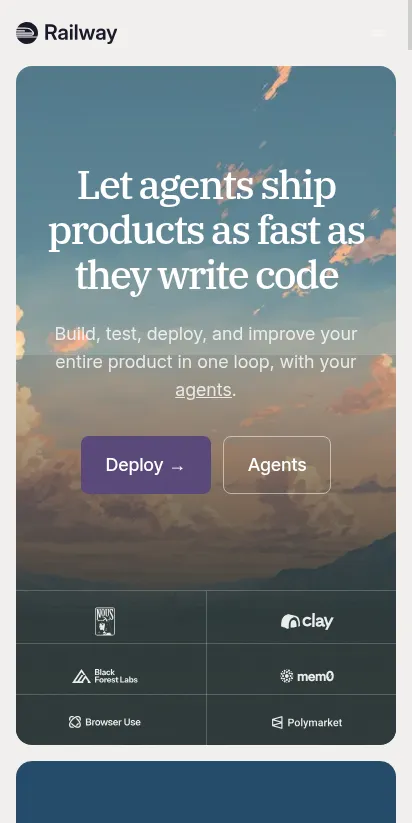 Railway
Let agents ship
products as fast as
they write code
Build, test, deploy, and improve your
entire product in one loop, with your
agents.
Deploy →
Agents
NOUS
clay
Black
Forest Labs
mem0
Browser Use
Polymarket